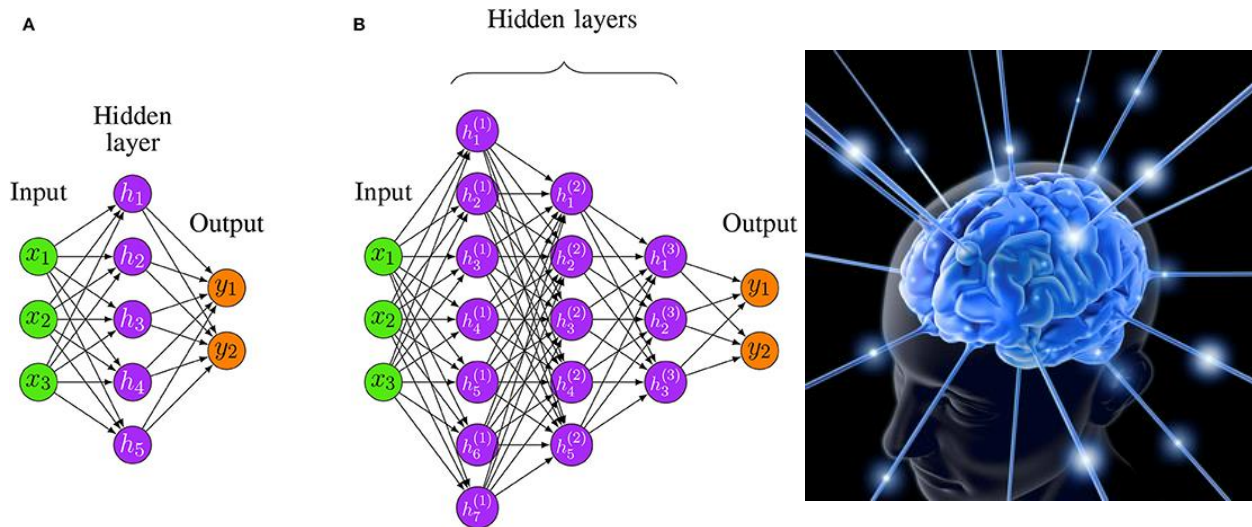 A
Hidden
layer
Input
Output
x₁
x₂
x₃
h₁
h₂
h₃
h₄
h₅
y₁
y₂
B
Hidden layers
Input
Output
x₁
x₂
x₃
h₁⁽¹⁾
h₂⁽¹⁾
h₃⁽¹⁾
h₄⁽¹⁾
h₅⁽¹⁾
h₆⁽¹⁾
h₇⁽¹⁾
h₁⁽²⁾
h₂⁽²⁾
h₃⁽²⁾
h₄⁽²⁾
h₅⁽²⁾
h₁⁽³⁾
h₂⁽³⁾
h₃⁽³⁾
y₁
y₂